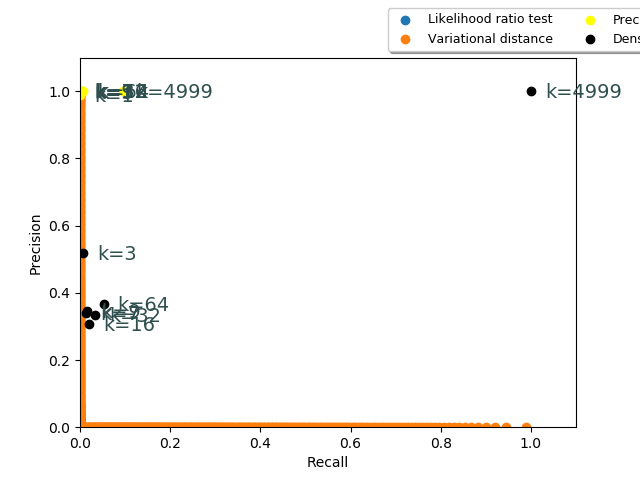 Likelihood ratio test Prec
Variational distance Dens
1.0 k=4999 k=4999
k=1
0.8
0.6
k=3
0.4
k=64
k=32
k=16
0.2
0.0
0.0 0.2 0.4 0.6 0.8 1.0
Precision
Recall